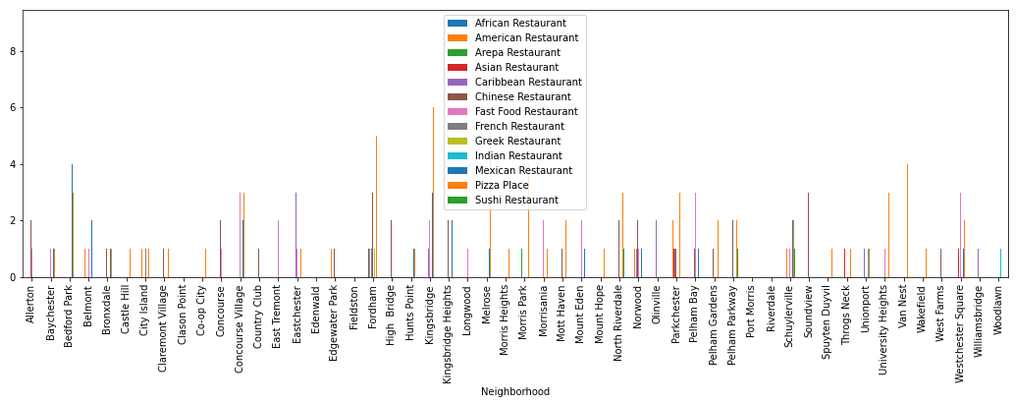 African Restaurant
American Restaurant
Arepa Restaurant
Asian Restaurant
Caribbean Restaurant
Chinese Restaurant
Fast Food Restaurant
French Restaurant
Greek Restaurant
Indian Restaurant
Mexican Restaurant
Pizza Place
Sushi Restaurant
8
6
4
2
0
Allerton
Baychester
Bedford Park
Belmont
Bronxdale
Castle Hill
City Island
Claremont Village
Clason Point
Co-op City
Concourse
Concourse Village
Country Club
East Tremont
Eastchester
Edenwald
Edgewater Park
Fieldston
Fordham
High  Bridge
Hunts Point
Kingsbridge
Kingsbridge Heights
Longwood
Melrose
Morris Heights
Morris Park
Morrisania
Mott Haven
Mount Eden
Mount Hope
North Riverdale
Norwood
Olinville
Parkchester
Pelham Bay
Pelham Gardens
Pelham Parkway
Port Morris
Riverdale
Schuylerville
Soundview
Spuyten Duyvil
Throgs Neck
Unionport
University Heights
Van Nest
Wakefield
West Farms
Westchester Square
Williamsbridge
Woodlawn
Neighborhood